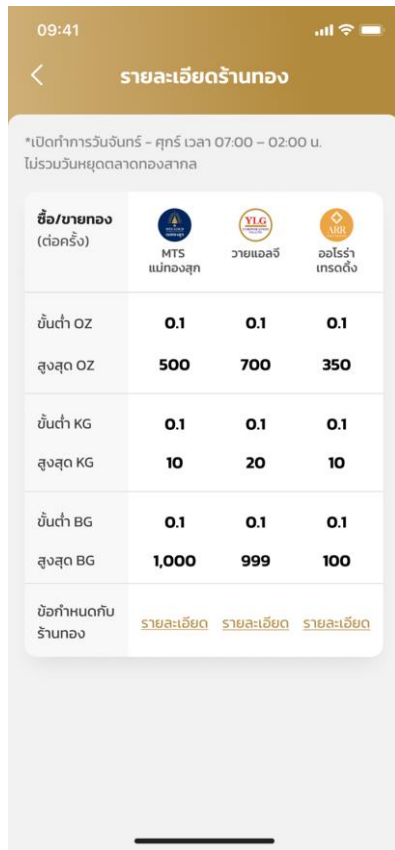 09:41
รายละเอียดร้านทอง
*เปิดทำการวันจันทร์ - ศุกร์ เวลา 07:00 – 02:00 น.
ไม่รวมวันหยุดตลาดทองสากล
ซื้อ/ขายทอง
(ต่อครั้ง)
YLG
ARR
MTS
แม่ทองสุก
วายแอลจี
ออโรร่า
เทรดดิ้ง
ขั้นต่ำ OZ 0.1 0.1 0.1
สูงสุด OZ 500 700 350
ขั้นต่ำ KG 0.1 0.1 0.1
สูงสุด KG 10 20 10
ขั้นต่ำ BG 0.1 0.1 0.1
สูงสุด BG 1,000 999 100
ข้อกำหนดกับ
ร้านทอง
รายละเอียด รายละเอียด รายละเอียด